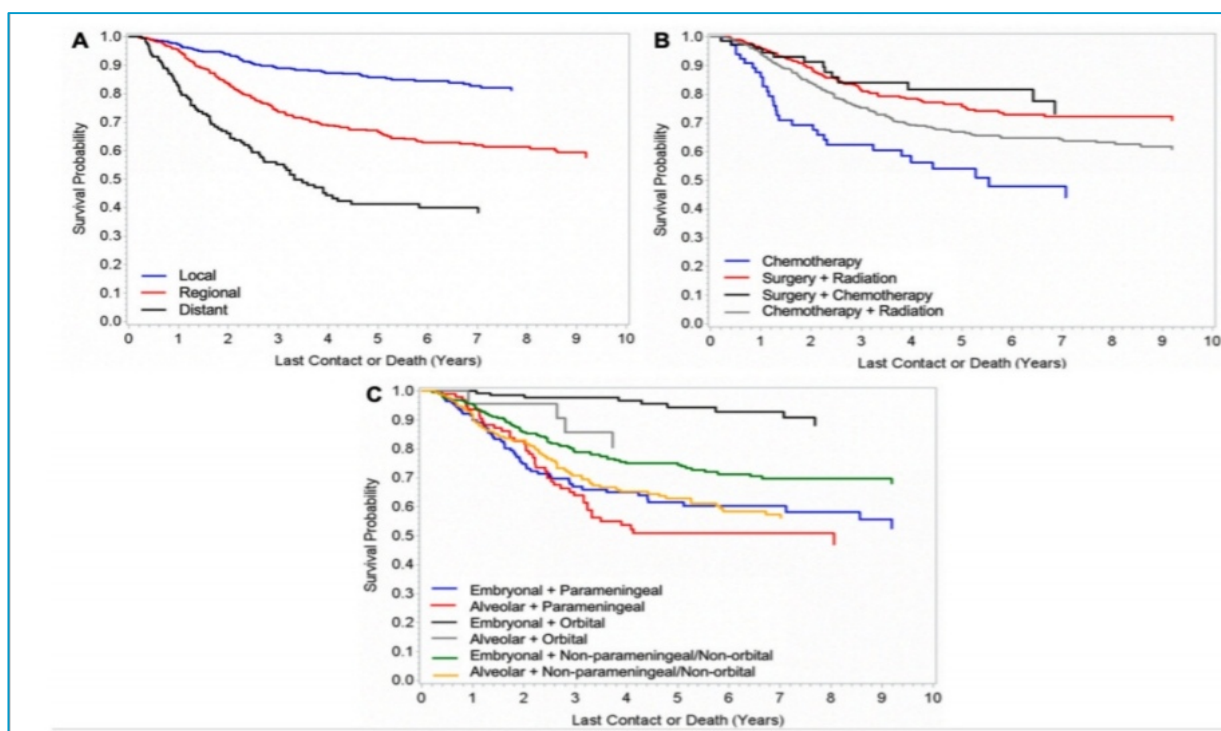 A
Survival Probability
1.0
0.9
0.8
0.7
0.6
0.5
0.4
0.3
0.2
0.1
0.0
Local
Regional
Distant
0 1 2 3 4 5 6 7 8 9 10
Last Contact or Death (Years)
B
Survival Probability
1.0
0.9
0.8
0.7
0.6
0.5
0.4
0.3
0.2
0.1
0.0
Chemotherapy
Surgery + Radiation
Surgery + Chemotherapy
Chemotherapy + Radiation
0 1 2 3 4 5 6 7 8 9 10
Last Contact or Death (Years)
C
Survival Probability
1.0
0.9
0.8
0.7
0.6
0.5
0.4
0.3
0.2
0.1
0.0
Embryonal + Parameningeal
Alveolar + Parameningeal
Embryonal + Orbital
Alveolar + Orbital
Embryonal + Non-parameningeal/Non-orbital
Alveolar + Non-parameningeal/Non-orbital
0 1 2 3 4 5 6 7 8 9 10
Last Contact or Death (Years)